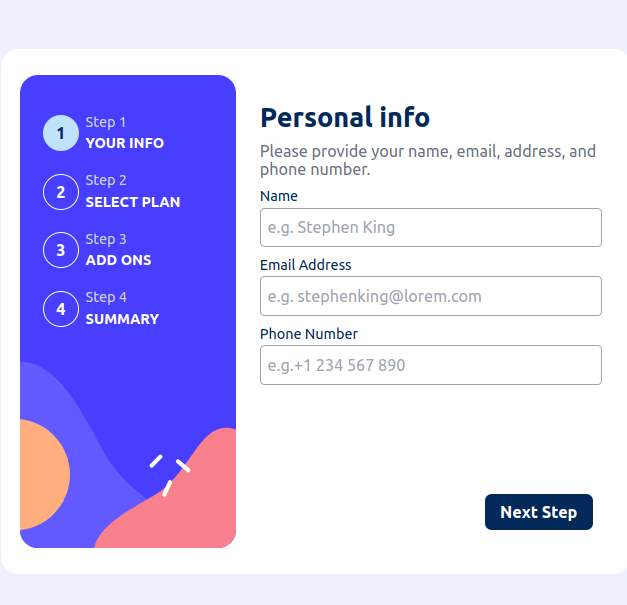 1
Step 1
YOUR INFO
2
Step 2
SELECT PLAN
3
Step 3
ADD ONS
4
Step 4
SUMMARY
Personal info
Please provide your name, email, address, and
phone number.
Name
e.g. Stephen King
Email Address
e.g. stephenking@lorem.com
Phone Number
e.g.+1 234 567 890
Next Step